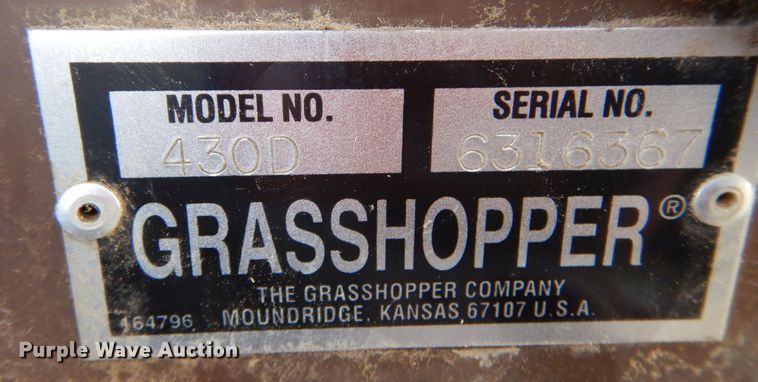 MODEL NO. SERIAL NO.
430D 6316367
GRASSHOPPER®
THE GRASSHOPPER COMPANY
164796 MOUNDRIDGE, KANSAS 67107 U.S.A.
Purple Wave Auction